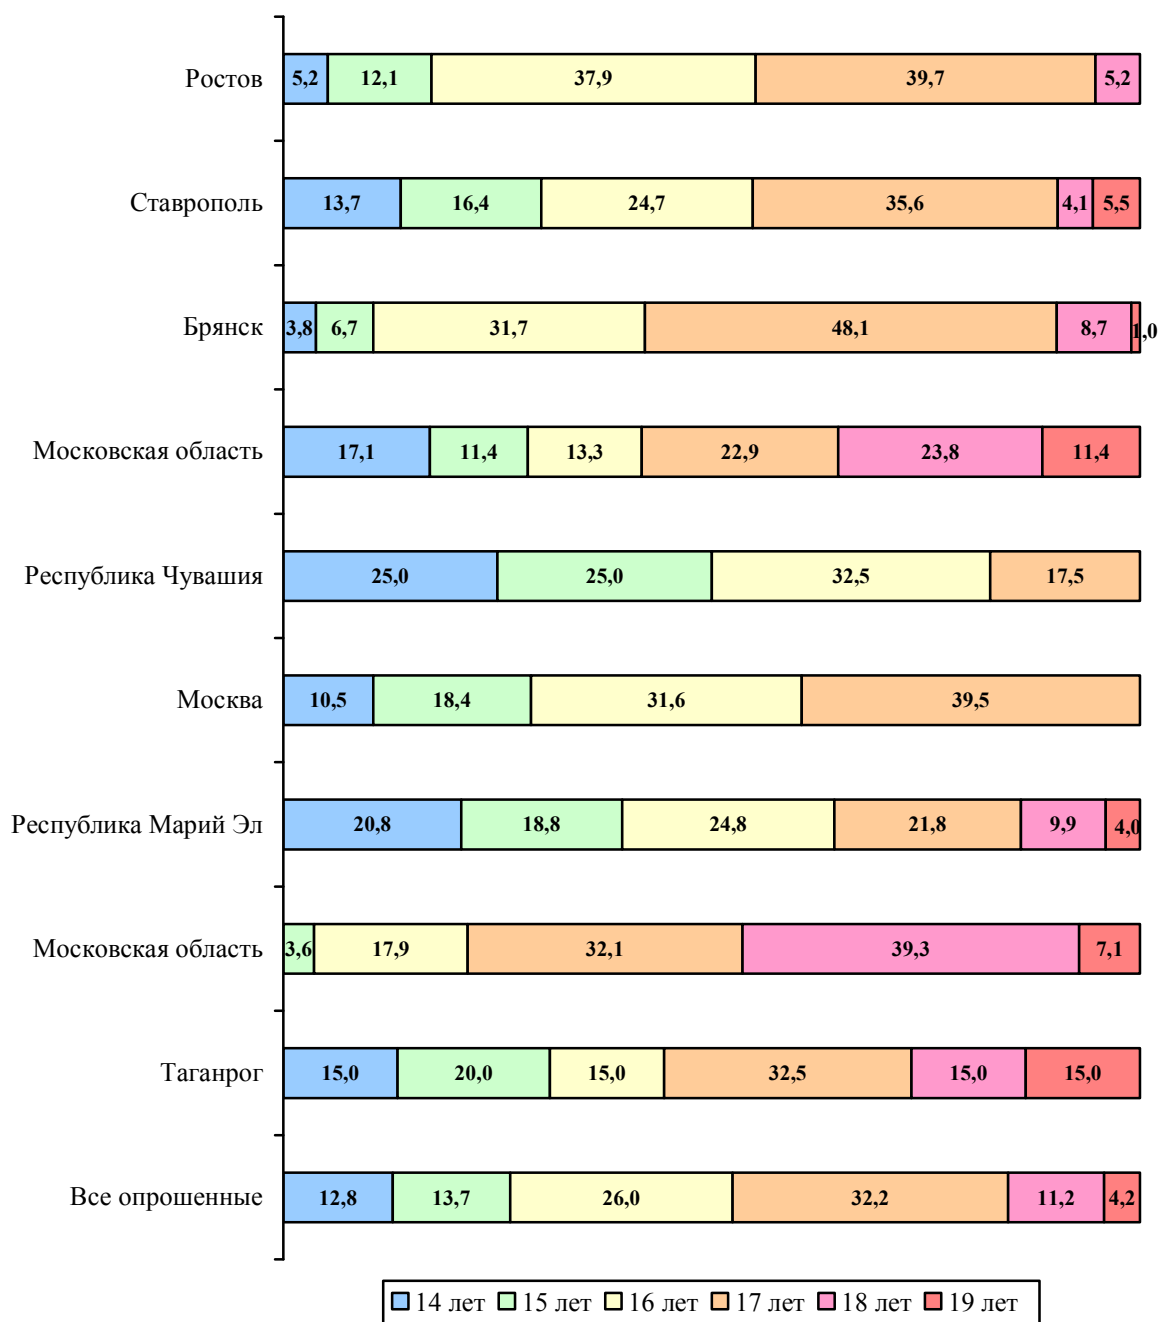 Ростов 5,2 12,1 37,9 39,7 5,2
Ставрополь 13,7 16,4 24,7 35,6 4,1 5,5
Брянск 3,8 6,7 31,7 48,1 8,7 1,0
Московская область 17,1 11,4 13,3 22,9 23,8 11,4
Республика Чувашия 25,0 25,0 32,5 17,5
Москва 10,5 18,4 31,6 39,5
Республика Марий Эл 20,8 18,8 24,8 21,8 9,9 4,0
Московская область 3,6 17,9 32,1 39,3 7,1
Таганрог 15,0 20,0 15,0 32,5 15,0 15,0
Все опрошенные 12,8 13,7 26,0 32,2 11,2 4,2
14 лет 15 лет 16 лет 17 лет 18 лет 19 лет